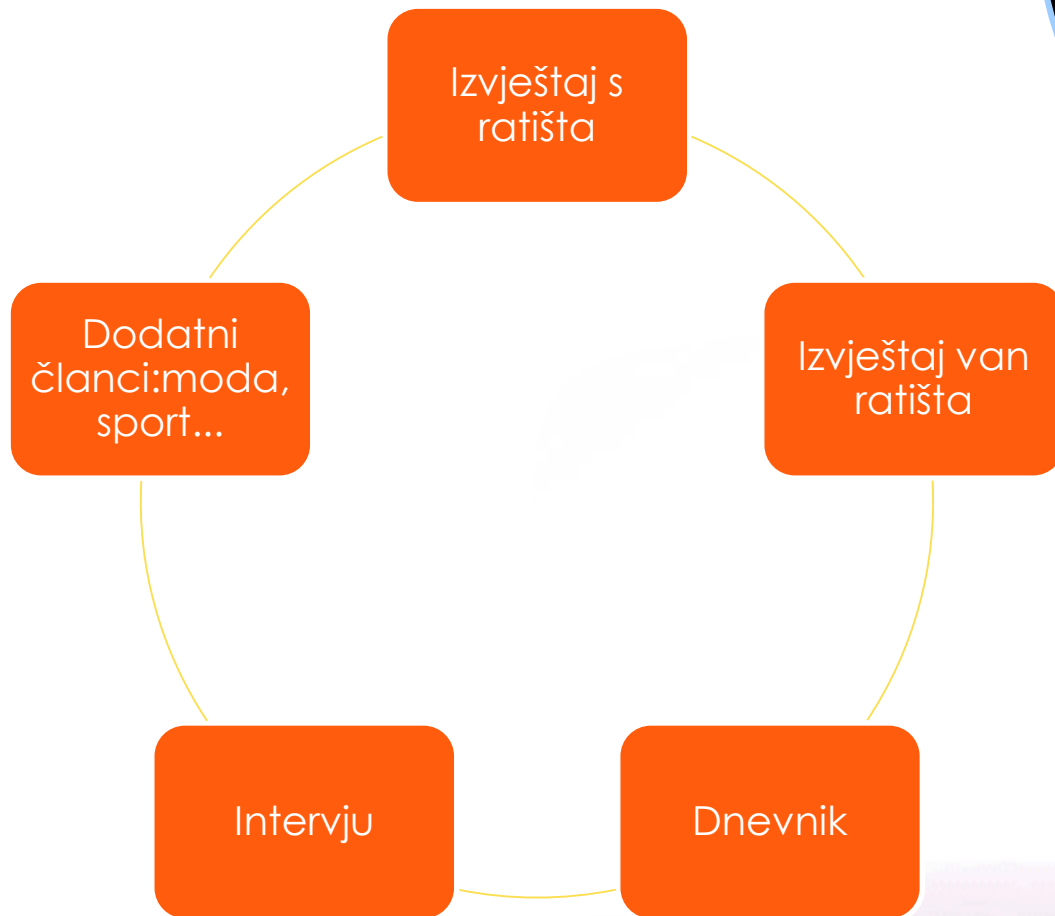 Izvještaj s
ratišta
Izvještaj van
ratišta
Dnevnik
Intervju
Dodatni
članci:moda,
sport...